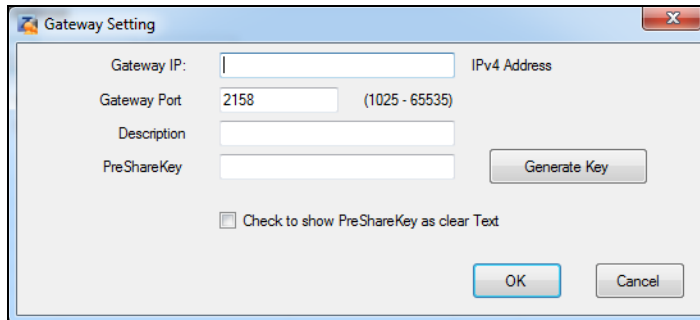 Gateway Setting
Gateway IP: IPv4 Address
Gateway Port 2158 (1025 - 65535)
Description
PreShareKey Generate Key
Check to show PreShareKey as clear Text
OK Cancel